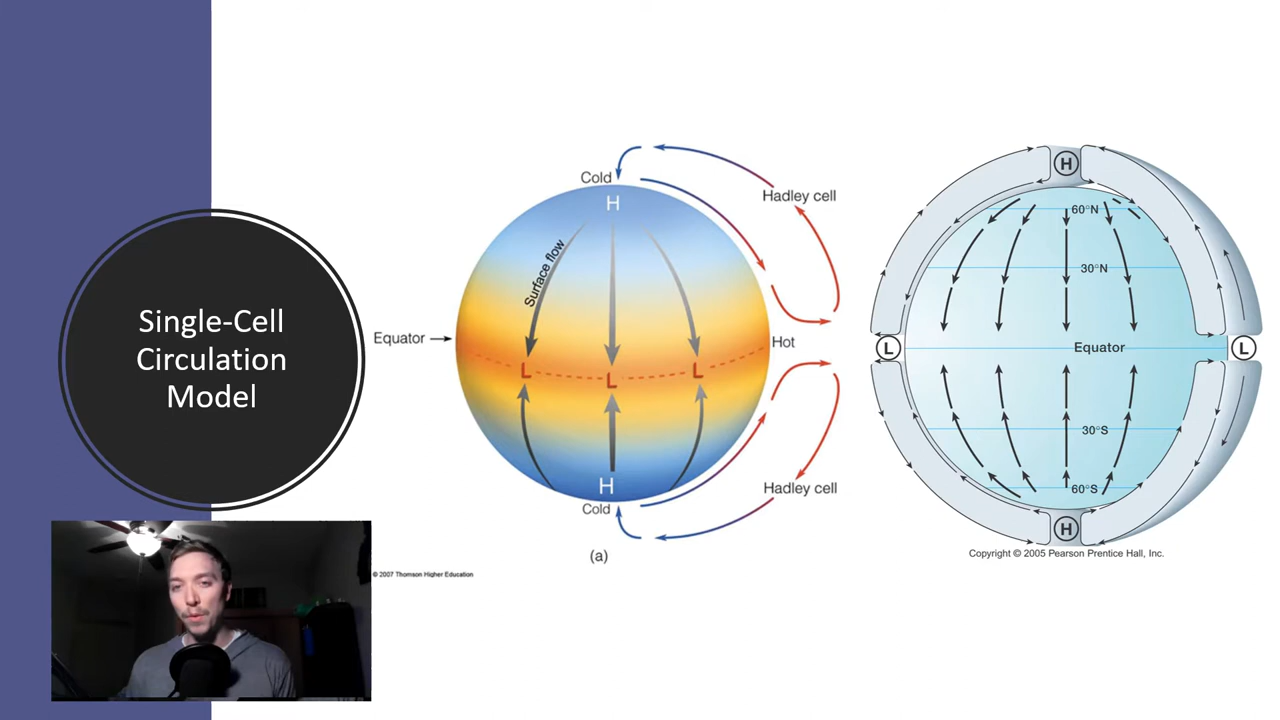 Single-Cell
Circulation
Model
Cold
H
Hadley cell
Surface flow
Equator
Hot
L
L
L
H
Hadley cell
Cold
(a)
© 2007 Thomson Higher Education
H
60°N
30°N
L
Equator
L
30°S
60°S
H
Copyright © 2005 Pearson Prentice Hall, Inc.